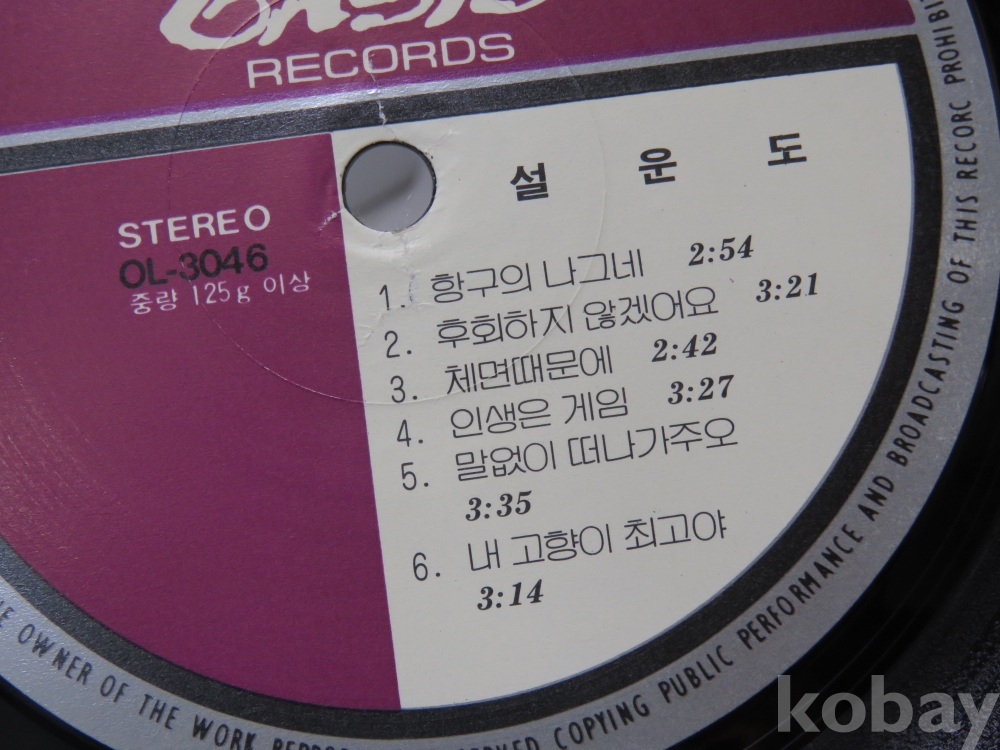 OASIS
RECORDS
STEREO
OL-3046
중량 125g 이상
설 운 도
1. 항구의 나그네 2:54
2. 후회하지 않겠어요 3:21
3. 체면때문에 2:42
4. 인생은 게임 3:27
5. 말없이 떠나가주오
3:35
6. 내 고향이 최고야
3:14
OWNER OF THE WORK
COPYING PUBLIC PERFORMANCE AND BROADCASTING OF THIS RECORC PROHIBI
kobay